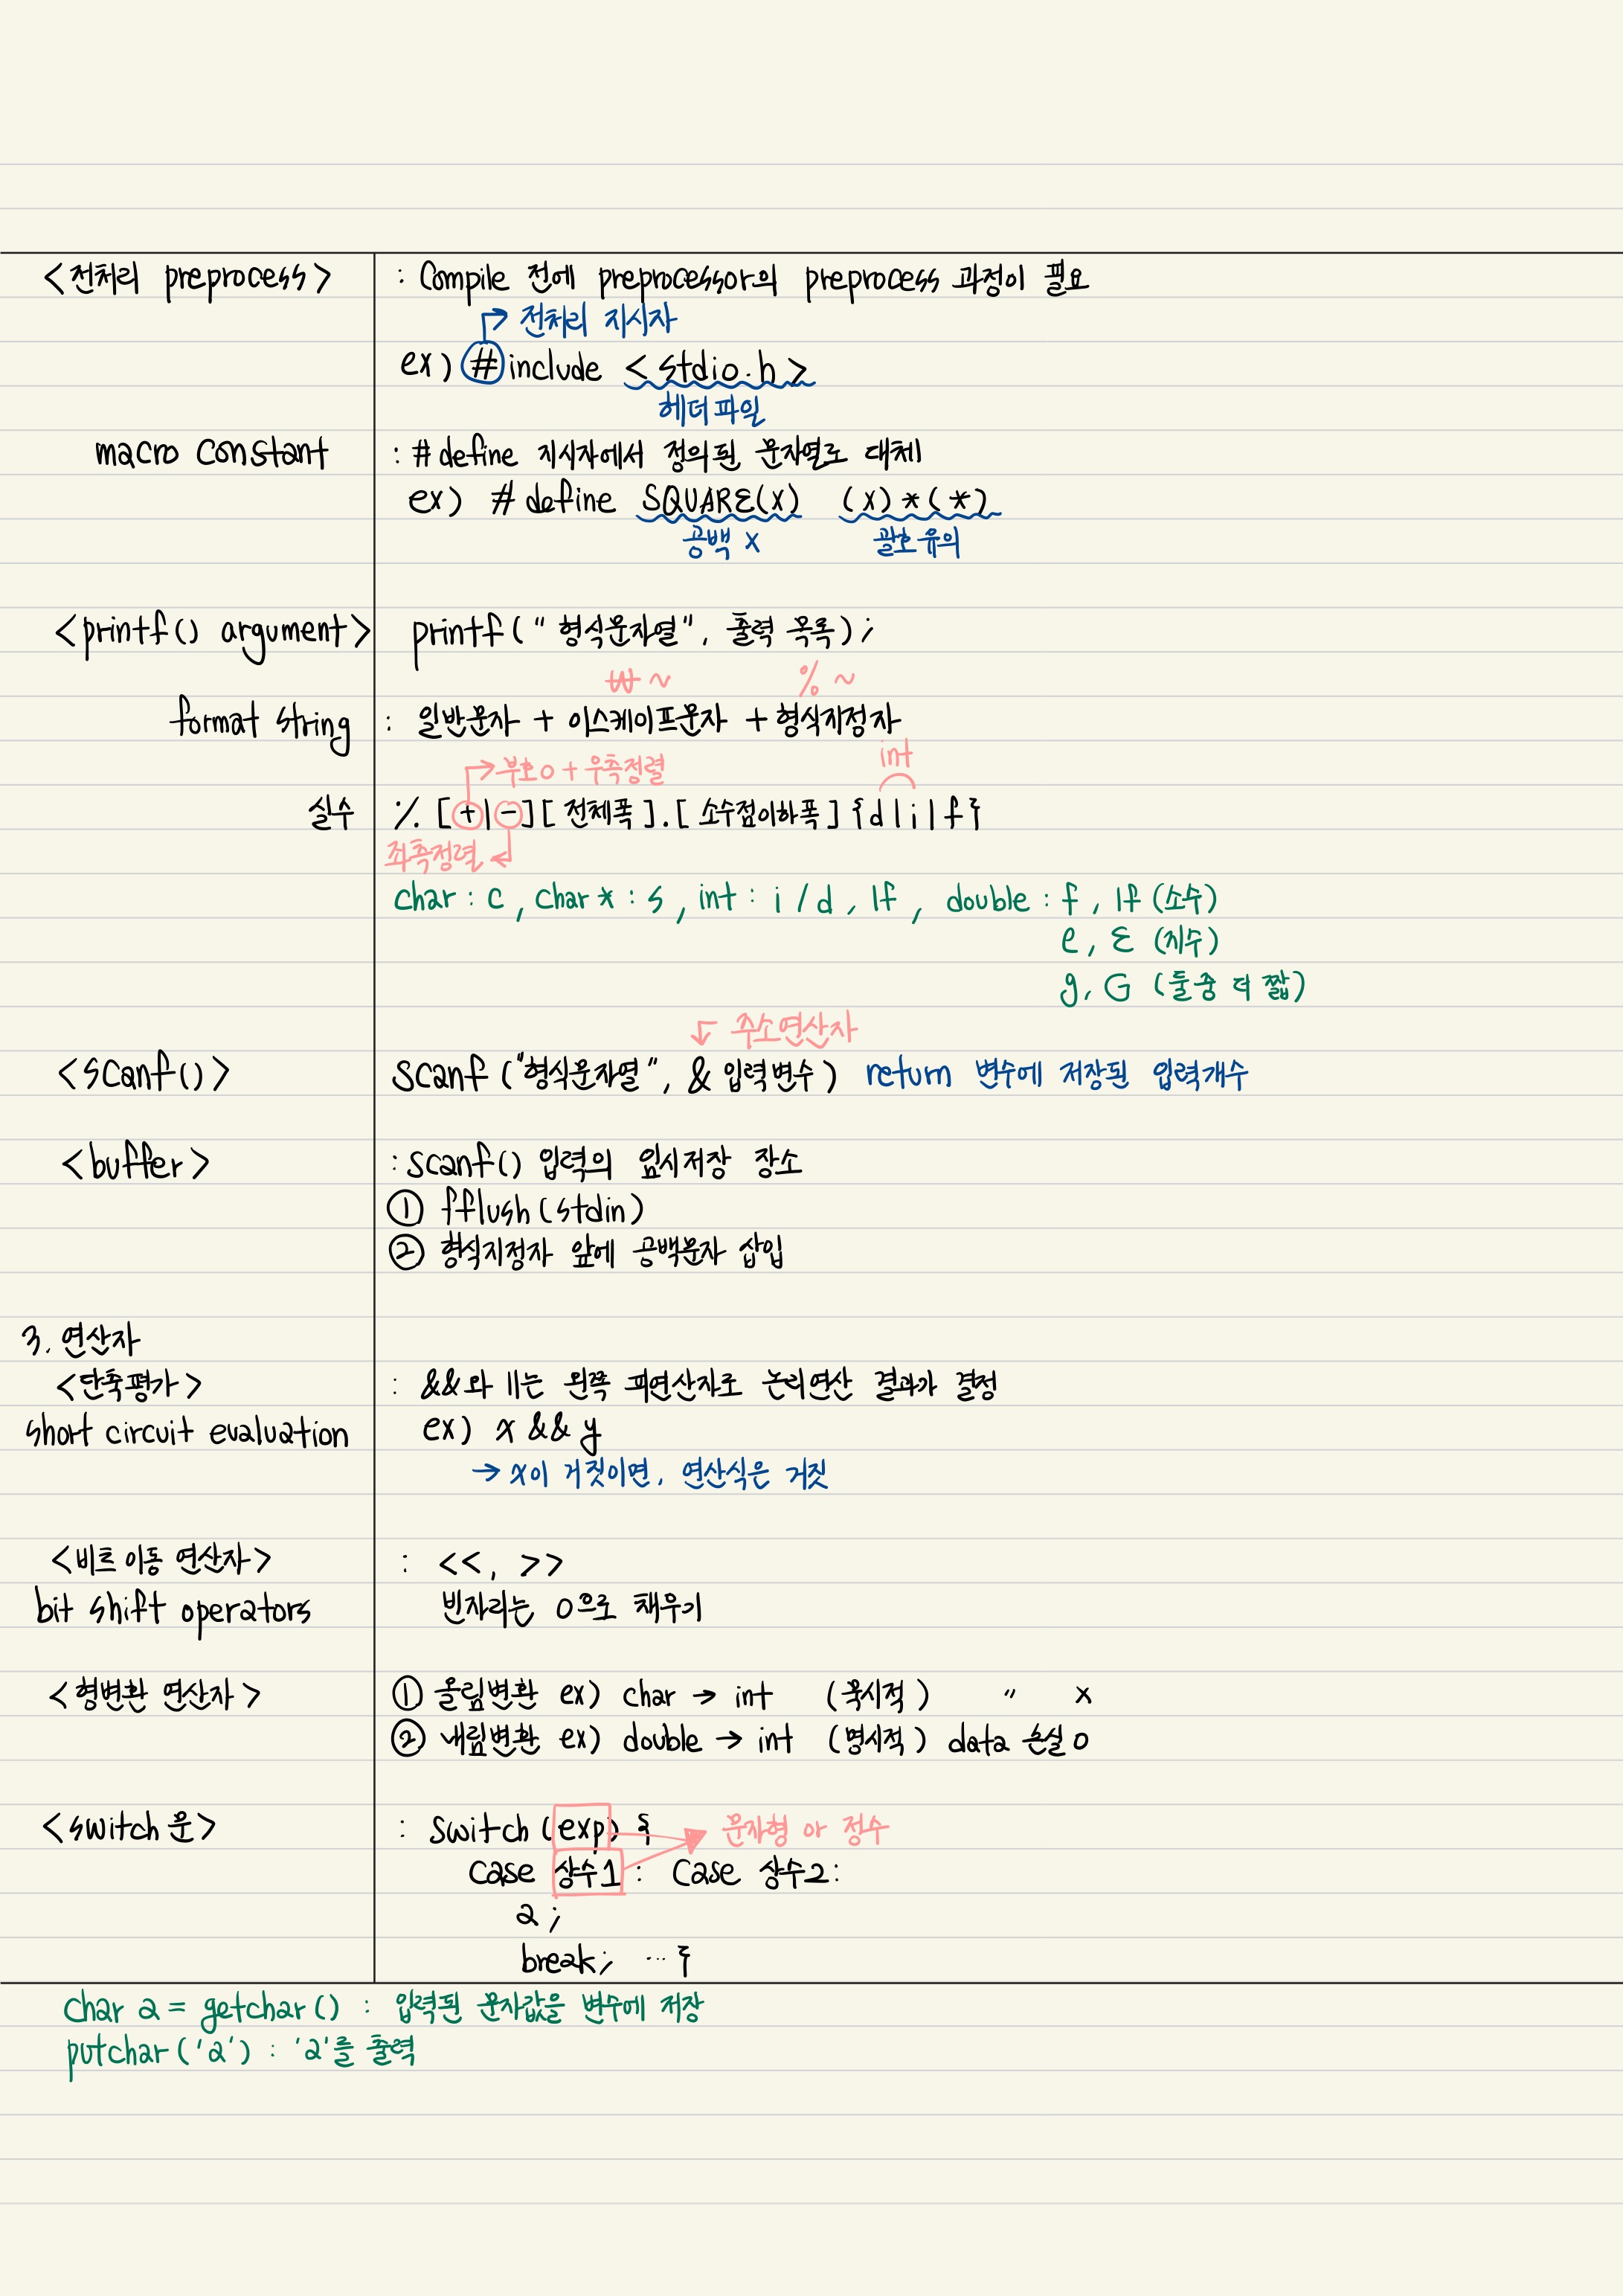 <전처리 preprocess> : Compile 전에 preprocessor의 preprocess 과정이 필요
전처리 지시자
ex) #include <stdio.h>
헤더파일
macro constant : #define 지시자에서 정의된 문자열로 대체
ex) #define SQUARE(X) (X)*(*)
공백 X 괄호유의
<printf() argument> printf("형식문자열", 출력 목록);
₩~ %~
format string : 일반문자 + 이스케이프문자 + 형식지정자
부호o + 우측정렬 int
실수 %[+|-][전체폭].[소수점이하폭]{d|i|f}
좌측정렬
char : c, char* : s, int : i/d, lf, double : f, lf (소수)
e, E (지수)
g, G (둘중 더 짧)
주소연산자
<scanf()> scanf("형식문자열", & 입력변수) return 변수에 저장된 입력개수
<buffer> : scanf() 입력의 임시저장 장소
① fflush(stdin)
② 형식지정자 앞에 공백문자 삽입
3. 연산자
<단축평가> : &&와 ||는 왼쪽 피연산자로 논리연산 결과가 결정
short circuit evaluation ex) x && y
→ x이 거짓이면, 연산식은 거짓
<비트 이동 연산자> : <<, >>
bit shift operators 빈자리는 0으로 채우기
<형변환 연산자> ① 올림변환 ex) char → int (묵시적) " x
② 내림변환 ex) double → int (명시적) data 손실 o
<switch 문> : switch (exp) { 문자형 or 정수
case 상수1 : case 상수2:
a;
break; ...}
char a = getchar() : 입력된 문자값을 변수에 저장
putchar('a') : 'a'를 출력